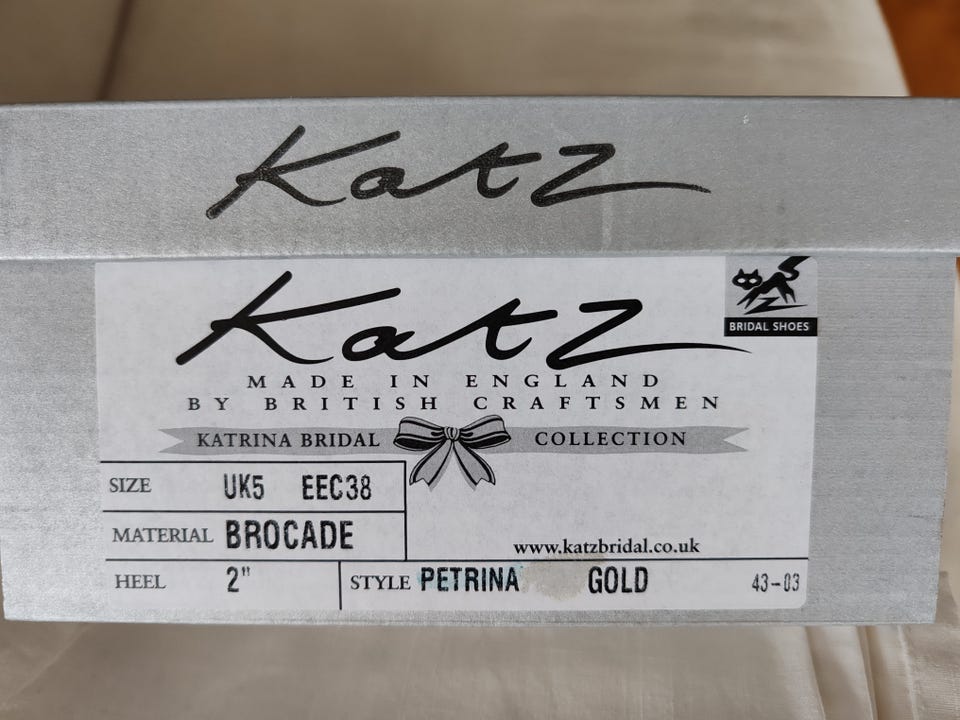 Katz
Katz
BRIDAL SHOES
MADE IN ENGLAND
BY BRITISH CRAFTSMEN
KATRINA BRIDAL COLLECTION
SIZE UK5 EEC38
MATERIAL BROCADE
www.katzbridal.co.uk
HEEL 2" STYLE PETRINA GOLD 43-03